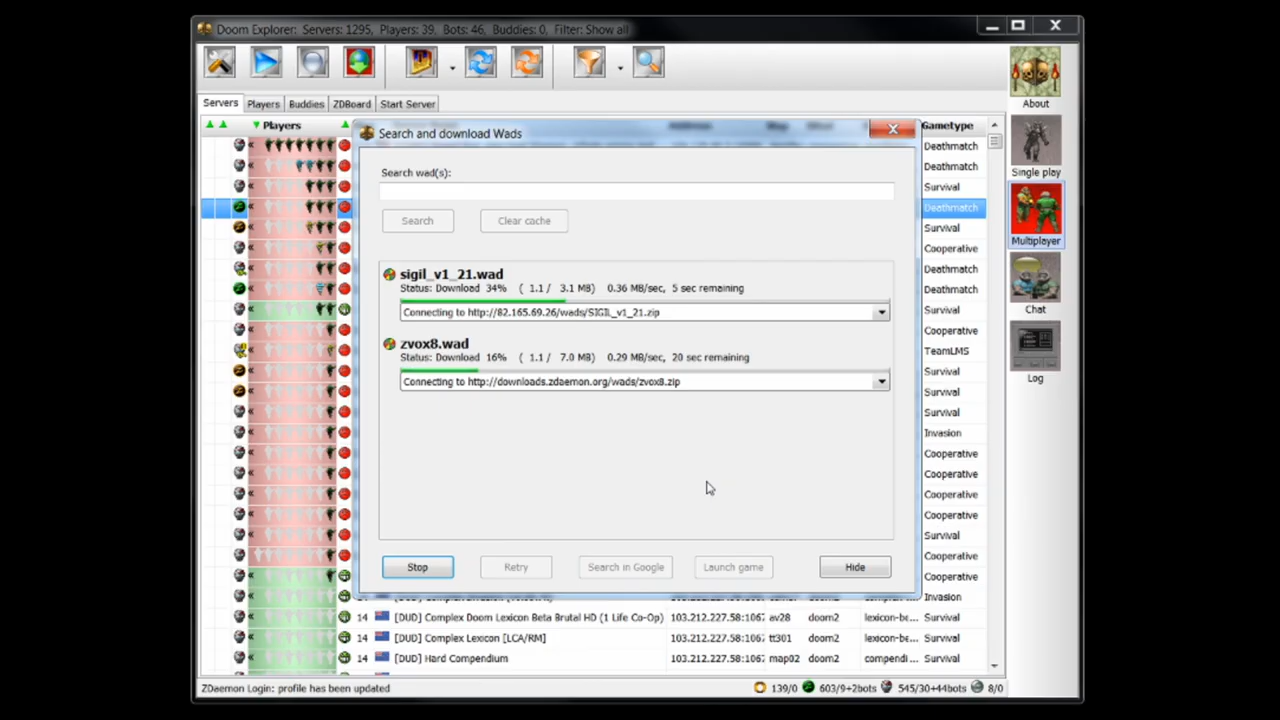 Doom Explorer: Servers: 1295, Players: 39, Bots: 46, Buddies: 0, Filter: Show all
About
Single play
Multiplayer
Chat
Log
Servers Players Buddies ZDBoard Start Server
Players Gametype
Search and download Wads
Search wad(s):
Search Clear cache
sigil_v1_21.wad
Status: Download 34% ( 1.1 / 3.1 MB) 0.36 MB/sec, 5 sec remaining
Connecting to http://82.165.69.26/wads/SIGIL_v1_21.zip
zvox8.wad
Status: Download 16% ( 1.1 / 7.0 MB) 0.29 MB/sec, 20 sec remaining
Connecting to http://downloads.zdaemon.org/wads/zvox8.zip
Stop Retry Search in Google Launch game Hide
Deathmatch
Deathmatch
Survival
Deathmatch
Survival
Cooperative
Deathmatch
Deathmatch
Survival
Cooperative
TeamLMS
Survival
Survival
Survival
Invasion
Cooperative
Cooperative
Cooperative
Cooperative
Survival
Cooperative
Cooperative
Invasion
14 [DUD] Complex Doom Lexicon Beta Brutal HD (1 Life Co-Op) 103.212.227.58:106 av28 doom2 lexicon-be... Survival
14 [DUD] Complex Lexicon [LCA/RM] 103.212.227.58:106 tt301 doom2 lexicon-be... Survival
14 [DUD] Hard Compendium 103.212.227.58:106 map02 doom2 compendi... Survival
ZDaemon Login: profile has been updated 139/0 603/9+2bots 545/30+44bots 8/0